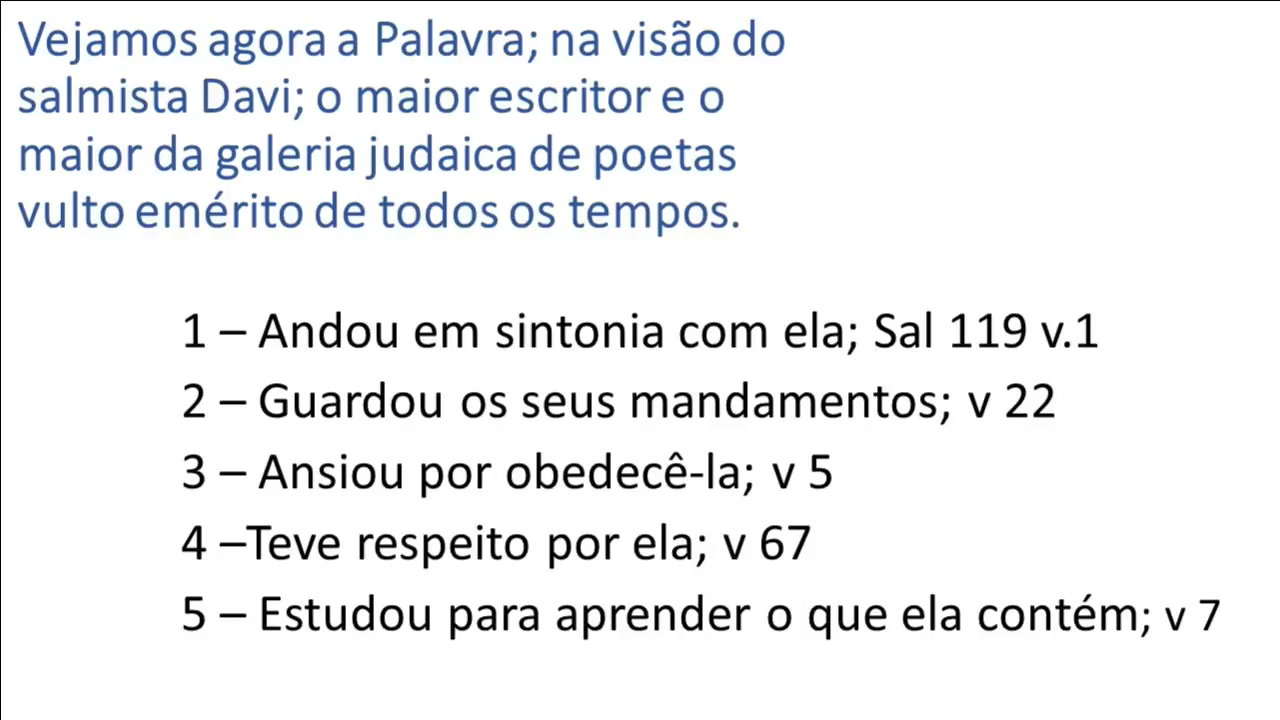 Vejamos agora a Palavra; na visão do
salmista Davi; o maior escritor e o
maior da galeria judaica de poetas
vulto emérito de todos os tempos.
1 – Andou em sintonia com ela; Sal 119 v.1
2 – Guardou os seus mandamentos; v 22
3 – Ansiou por obedecê-la; v 5
4 –Teve respeito por ela; v 67
5 – Estudou para aprender o que ela contém; v 7